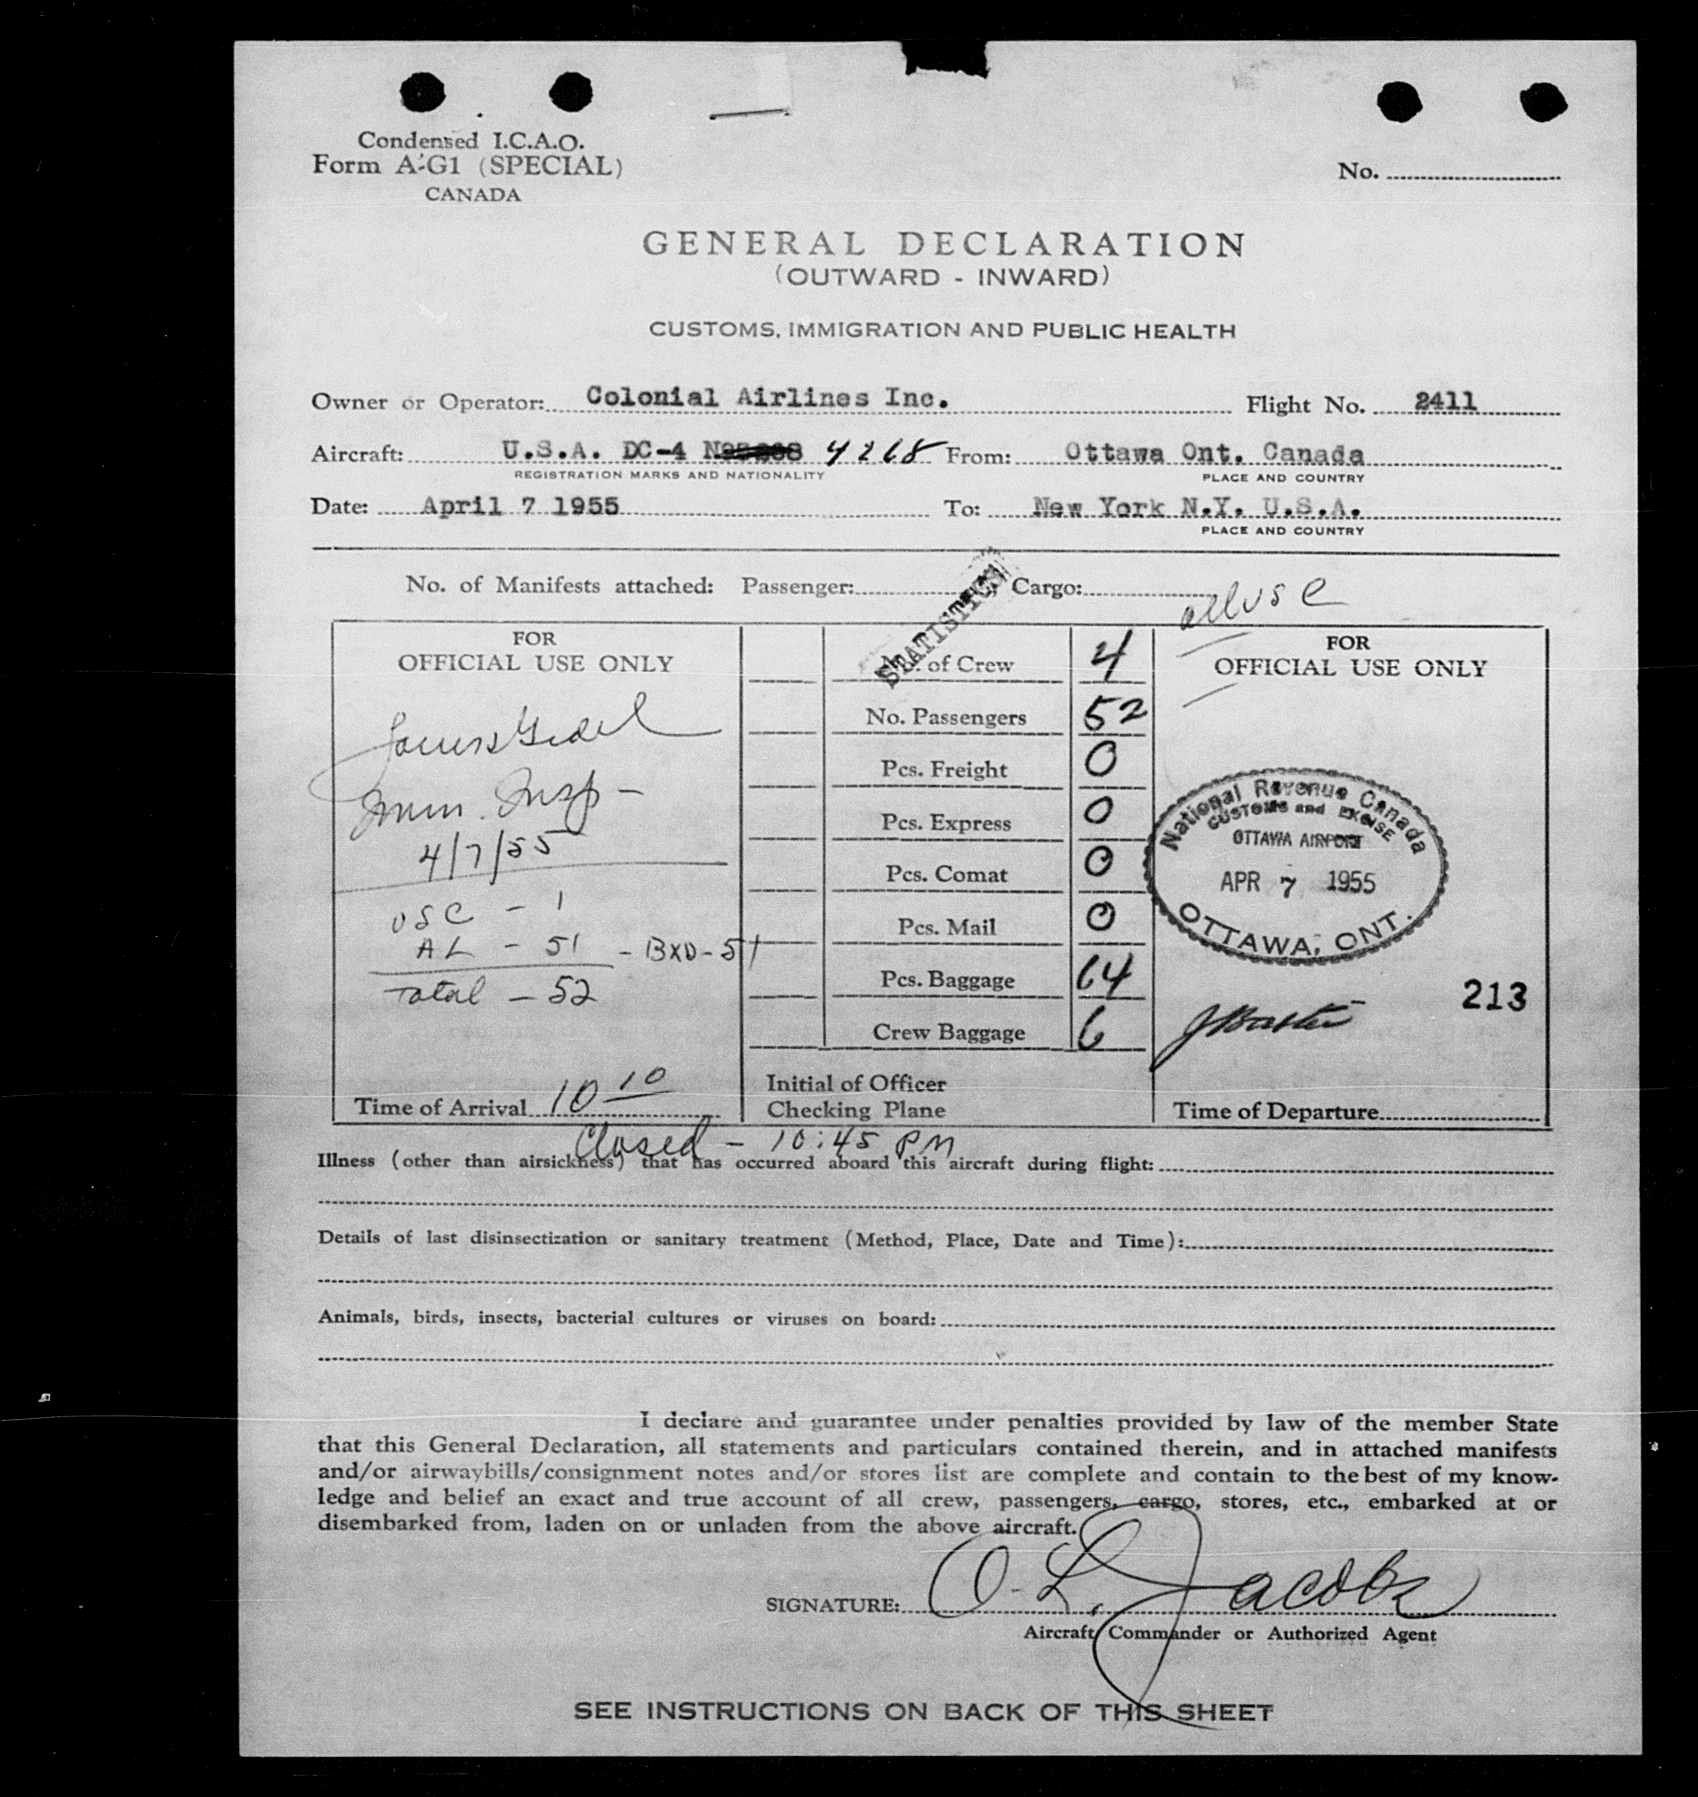 Condensed I.C.A.O.
Form A-G1 (SPECIAL)
CANADA
No.
GENERAL DECLARATION
(OUTWARD - INWARD)
CUSTOMS, IMMIGRATION AND PUBLIC HEALTH
Owner or Operator: Colonial Airlines Inc. Flight No. 2411
Aircraft: U.S.A. DC-4 N 4268 From: Ottawa Ont. Canada
REGISTRATION MARKS AND NATIONALITY PLACE AND COUNTRY
Date: April 7 1955 To: New York N.Y. U.S.A.
PLACE AND COUNTRY
STATISTICS
No. of Manifests attached: Passenger: Cargo:
FOR
OFFICIAL USE ONLY
Imm. Insp -
4/7/55
USC - 1
AL - 51 - BXD - 51
Total - 52
Time of Arrival 10 10
No. of Crew 4
No. Passengers 52
Pcs. Freight 0
Pcs. Express 0
Pcs. Comat 0
Pcs. Mail 0
Pcs. Baggage 64
Crew Baggage 6
Initial of Officer
Checking Plane
FOR
OFFICIAL USE ONLY
National Revenue Canada
CUSTOMS and EXCISE
OTTAWA AIRPORT
APR 7 1955
OTTAWA, ONT.
213
Time of Departure
Closed - 10:45 PM
Illness (other than airsickness) that has occurred aboard this aircraft during flight:
Details of last disinsectization or sanitary treatment (Method, Place, Date and Time):
Animals, birds, insects, bacterial cultures or viruses on board:
I declare and guarantee under penalties provided by law of the member State
that this General Declaration, all statements and particulars contained therein, and in attached manifests
and/or airwaybills/consignment notes and/or stores list are complete and contain to the best of my know-
ledge and belief an exact and true account of all crew, passengers, cargo, stores, etc., embarked at or
disembarked from, laden on or unladen from the above aircraft.
SIGNATURE: O. L. Jacobs
Aircraft Commander or Authorized Agent
SEE INSTRUCTIONS ON BACK OF THIS SHEET